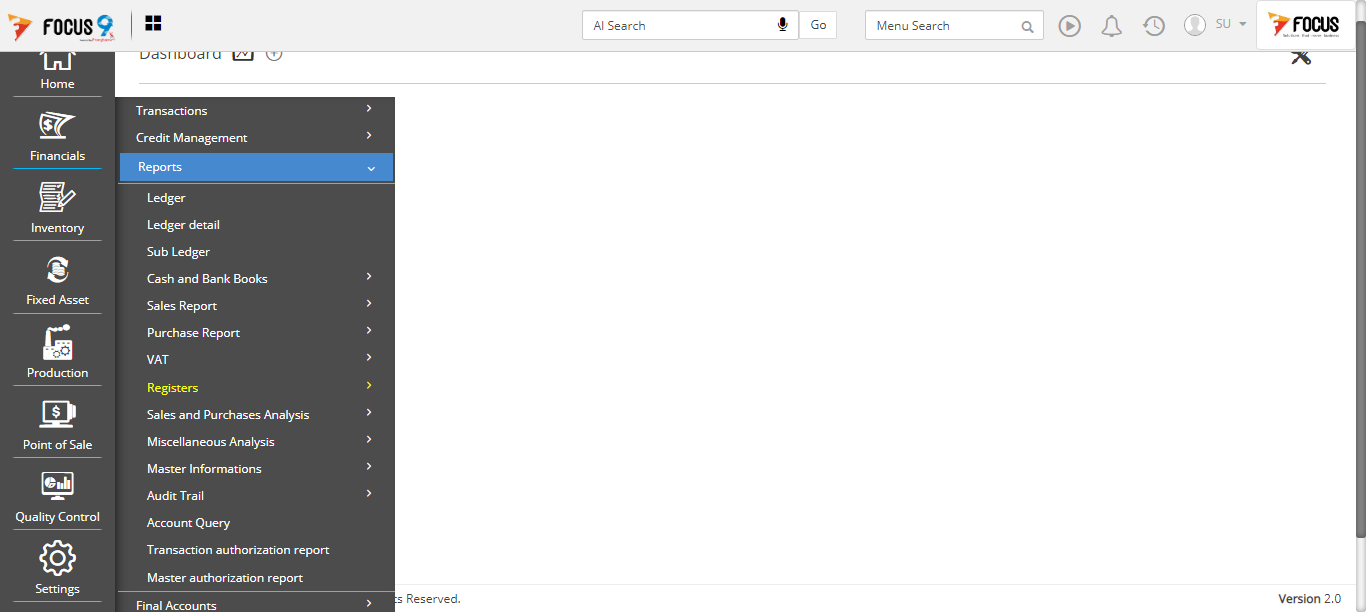 FOCUS 9
AI Search
Go
Menu Search
SU
FOCUS
Dashboard
Home
Financials
Inventory
Fixed Asset
Production
Point of Sale
Quality Control
Settings
Transactions
Credit Management
Reports
Ledger
Ledger detail
Sub Ledger
Cash and Bank Books
Sales Report
Purchase Report
VAT
Registers
Sales and Purchases Analysis
Miscellaneous Analysis
Master Informations
Audit Trail
Account Query
Transaction authorization report
Master authorization report
Final Accounts
ts Reserved.
Version 2.0